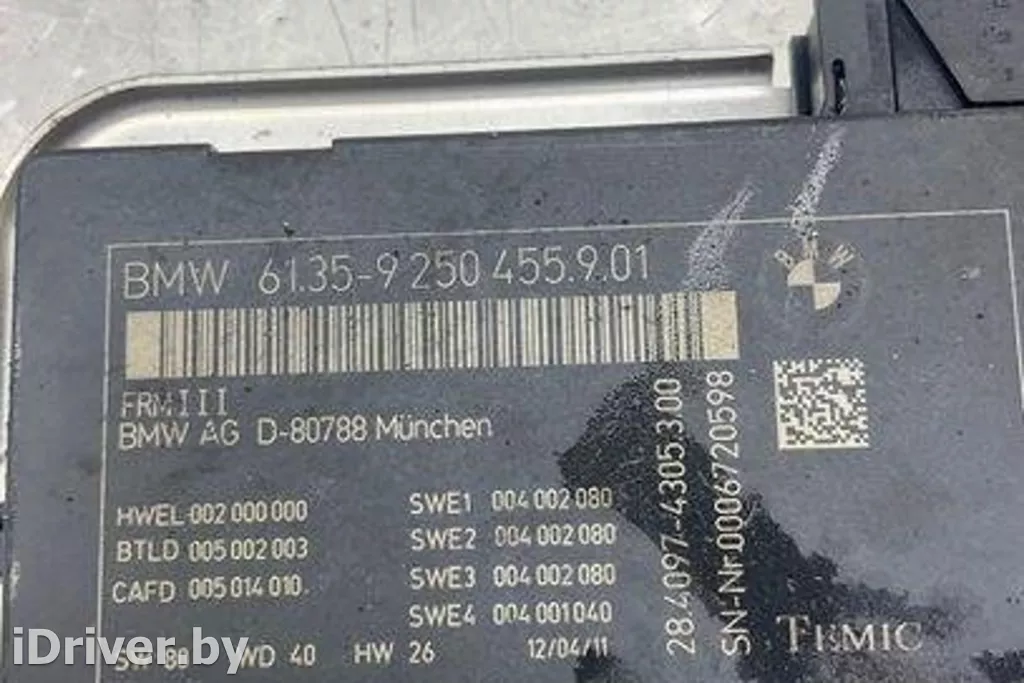 BMW 61.35-9 250 455.9.01
FRMIII
BMW AG D-80788 München
HWEL 002 000 000
BTLD 005 002 003
CAFD 005 014 010
SWE1 004 002 080
SWE2 004 002 080
SWE3 004 002 080
SWE4 004 001 040
WD 40 HW 26 12/04/11
28.4097-4305.3.00
SN-Nr.0006720598
TEMIC
iDriver.by